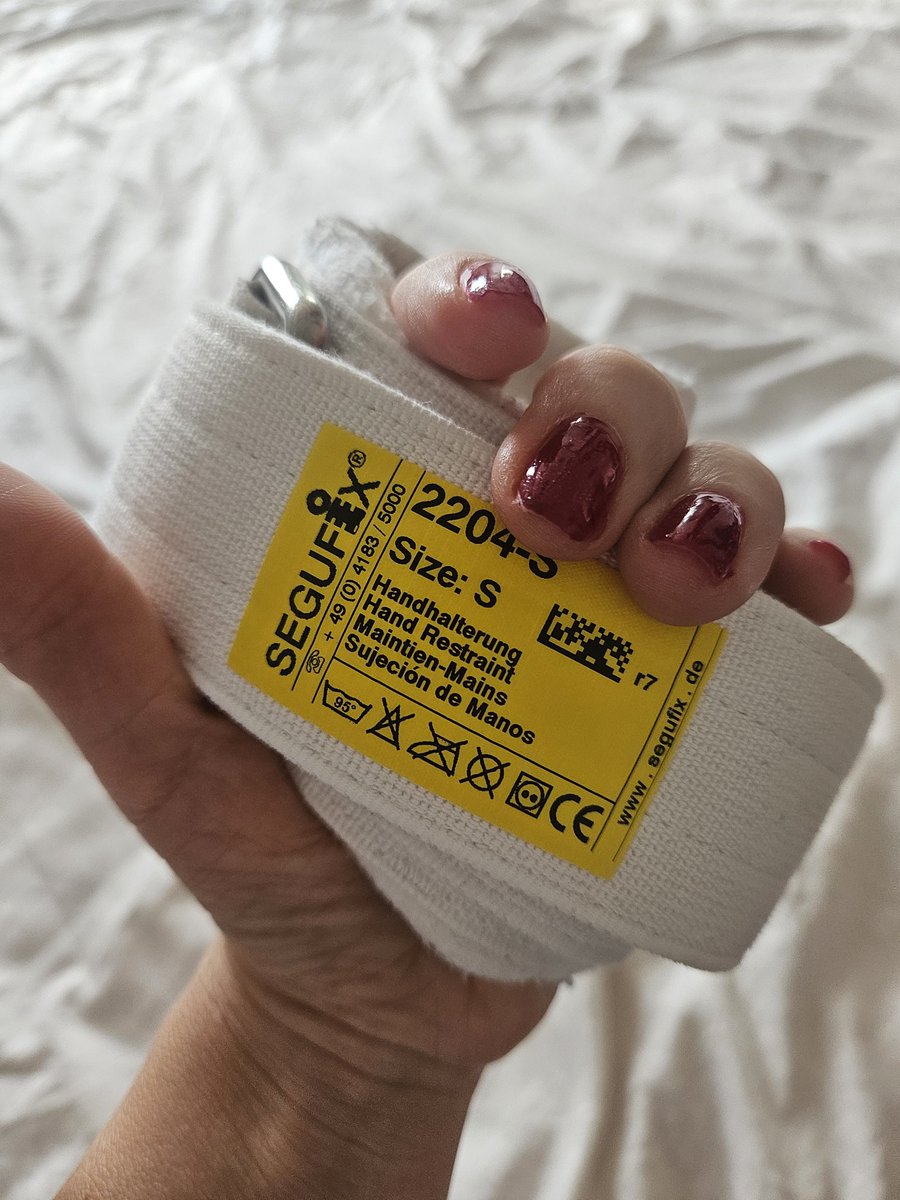 SEGUFIX®
+ 49 (0) 4183 / 5000
2204-S
Size: S
Handhalterung
Hand Restraint
Maintien-Mains
Sujeción de Manos
r7
95°
CE
www.segufix.de